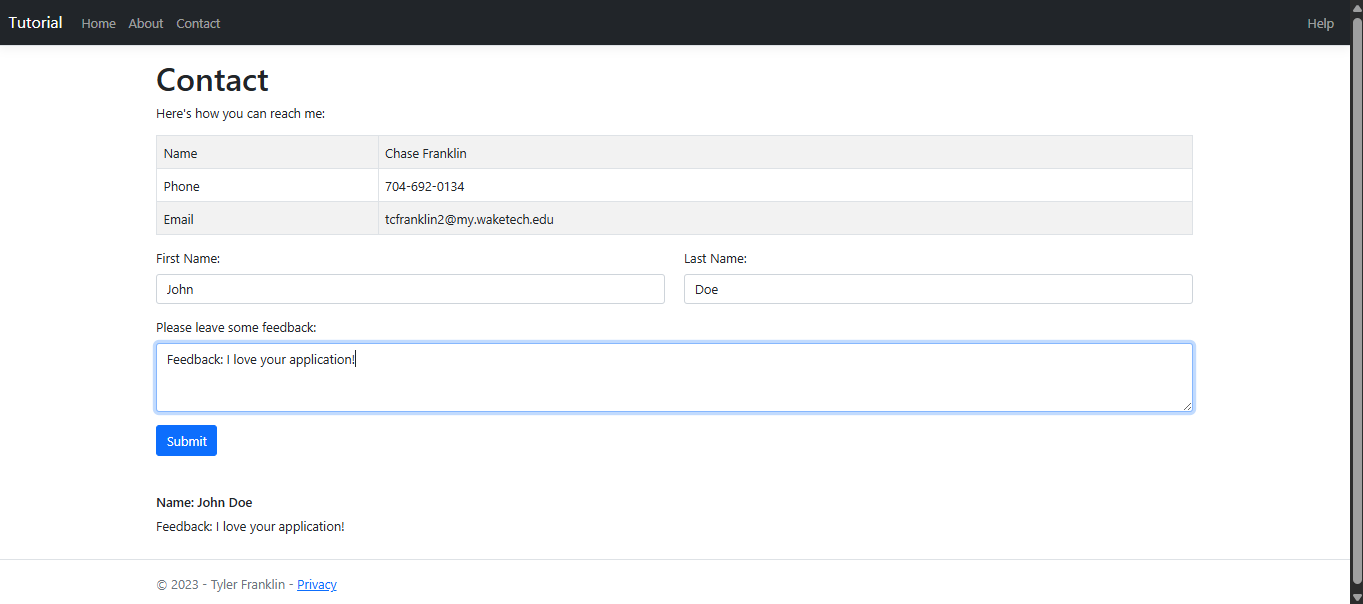 Tutorial Home About Contact Help
Contact
Here's how you can reach me:
Name Chase Franklin
Phone 704-692-0134
Email tcfranklin2@my.waketech.edu
First Name: Last Name:
John Doe
Please leave some feedback:
Feedback: I love your application!
Submit
Name: John Doe
Feedback: I love your application!
© 2023 - Tyler Franklin - Privacy